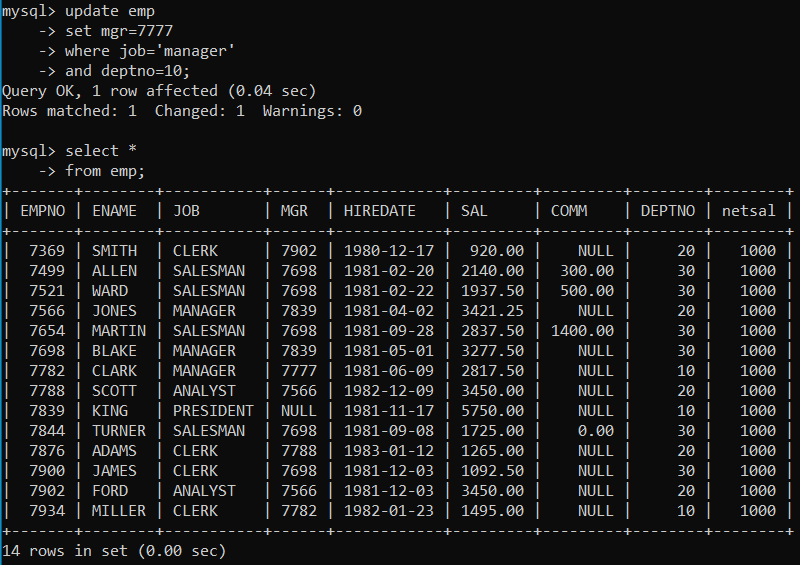 mysql> update emp
    -> set mgr=7777
    -> where job='manager'
    -> and deptno=10;
Query OK, 1 row affected (0.04 sec)
Rows matched: 1  Changed: 1  Warnings: 0

mysql> select *
    -> from emp;
+-------+--------+-----------+------+------------+---------+---------+--------+--------+
| EMPNO | ENAME  | JOB       | MGR  | HIREDATE   | SAL     | COMM    | DEPTNO | netsal |
+-------+--------+-----------+------+------------+---------+---------+--------+--------+
|  7369 | SMITH  | CLERK     | 7902 | 1980-12-17 |  920.00 |    NULL |     20 |   1000 |
|  7499 | ALLEN  | SALESMAN  | 7698 | 1981-02-20 | 2140.00 |  300.00 |     30 |   1000 |
|  7521 | WARD   | SALESMAN  | 7698 | 1981-02-22 | 1937.50 |  500.00 |     30 |   1000 |
|  7566 | JONES  | MANAGER   | 7839 | 1981-04-02 | 3421.25 |    NULL |     20 |   1000 |
|  7654 | MARTIN | SALESMAN  | 7698 | 1981-09-28 | 2837.50 | 1400.00 |     30 |   1000 |
|  7698 | BLAKE  | MANAGER   | 7839 | 1981-05-01 | 3277.50 |    NULL |     30 |   1000 |
|  7782 | CLARK  | MANAGER   | 7777 | 1981-06-09 | 2817.50 |    NULL |     10 |   1000 |
|  7788 | SCOTT  | ANALYST   | 7566 | 1982-12-09 | 3450.00 |    NULL |     20 |   1000 |
|  7839 | KING   | PRESIDENT | NULL | 1981-11-17 | 5750.00 |    NULL |     10 |   1000 |
|  7844 | TURNER | SALESMAN  | 7698 | 1981-09-08 | 1725.00 |    0.00 |     30 |   1000 |
|  7876 | ADAMS  | CLERK     | 7788 | 1983-01-12 | 1265.00 |    NULL |     20 |   1000 |
|  7900 | JAMES  | CLERK     | 7698 | 1981-12-03 | 1092.50 |    NULL |     30 |   1000 |
|  7902 | FORD   | ANALYST   | 7566 | 1981-12-03 | 3450.00 |    NULL |     20 |   1000 |
|  7934 | MILLER | CLERK     | 7782 | 1982-01-23 | 1495.00 |    NULL |     10 |   1000 |
+-------+--------+-----------+------+------------+---------+---------+--------+--------+
14 rows in set (0.00 sec)